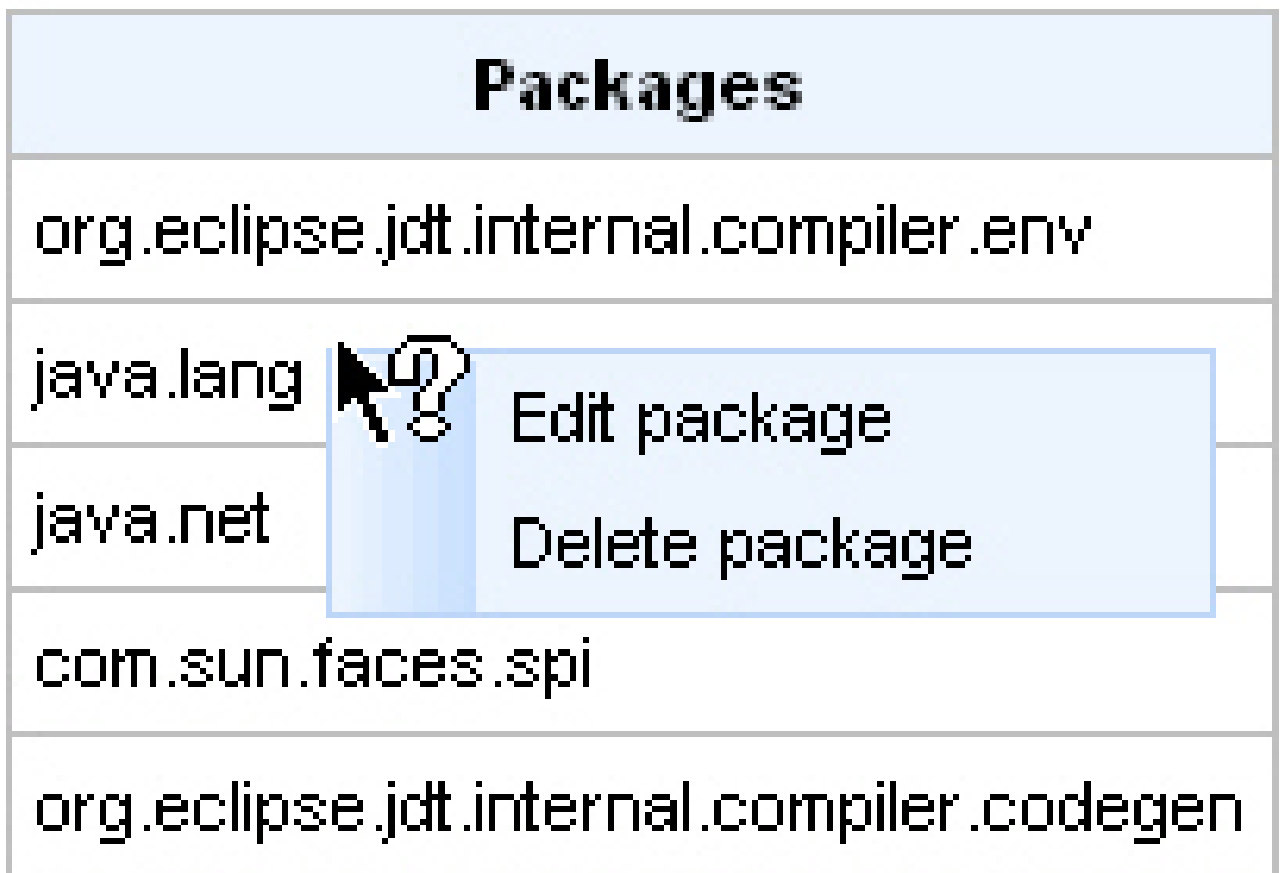 Packages
org.eclipse.jdt.internal.compiler.env
java.lang
Edit package
java.net
Delete package
com.sun.faces.spi
org.eclipse.jdt.internal.compiler.codegen